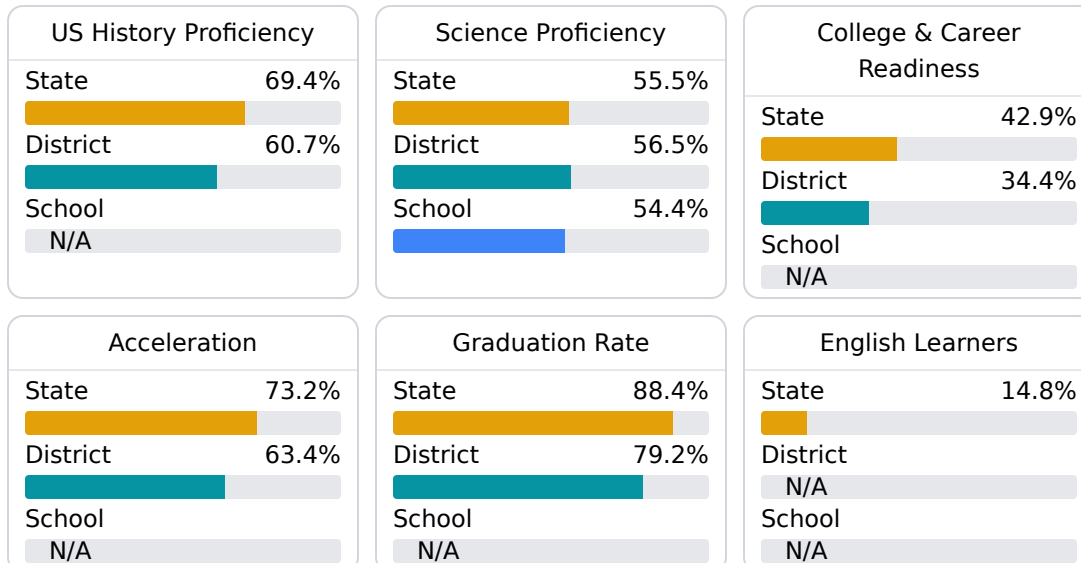 US History Proficiency
State 69.4%
District 60.7%
School
N/A
Science Proficiency
State 55.5%
District 56.5%
School 54.4%
College & Career
Readiness
State 42.9%
District 34.4%
School
N/A
Acceleration
State 73.2%
District 63.4%
School
N/A
Graduation Rate
State 88.4%
District 79.2%
School
N/A
English Learners
State 14.8%
District
N/A
School
N/A